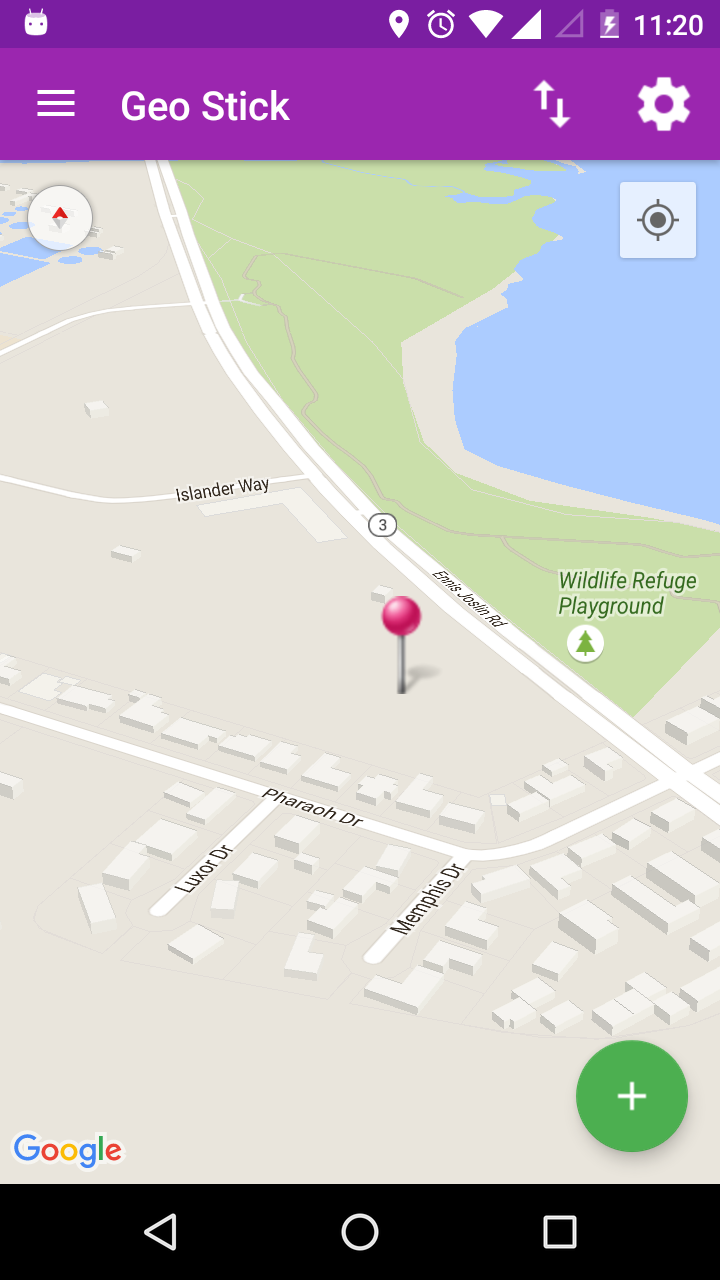 11:20
Geo Stick
Islander Way
3
Ennis Joslin Rd
Wildlife Refuge
Playground
Pharaoh Dr
Luxor Dr
Memphis Dr
Google